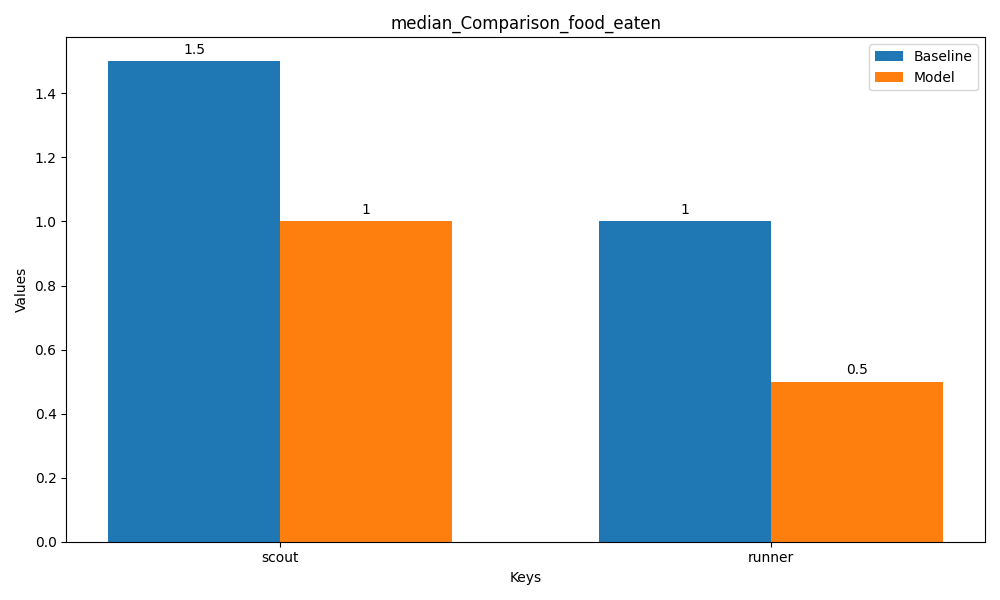 median_Comparison_food_eaten
1.5
1
1
0.5
Baseline
Model
1.4
1.2
1.0
0.8
0.6
0.4
0.2
0.0
Values
scout
runner
Keys